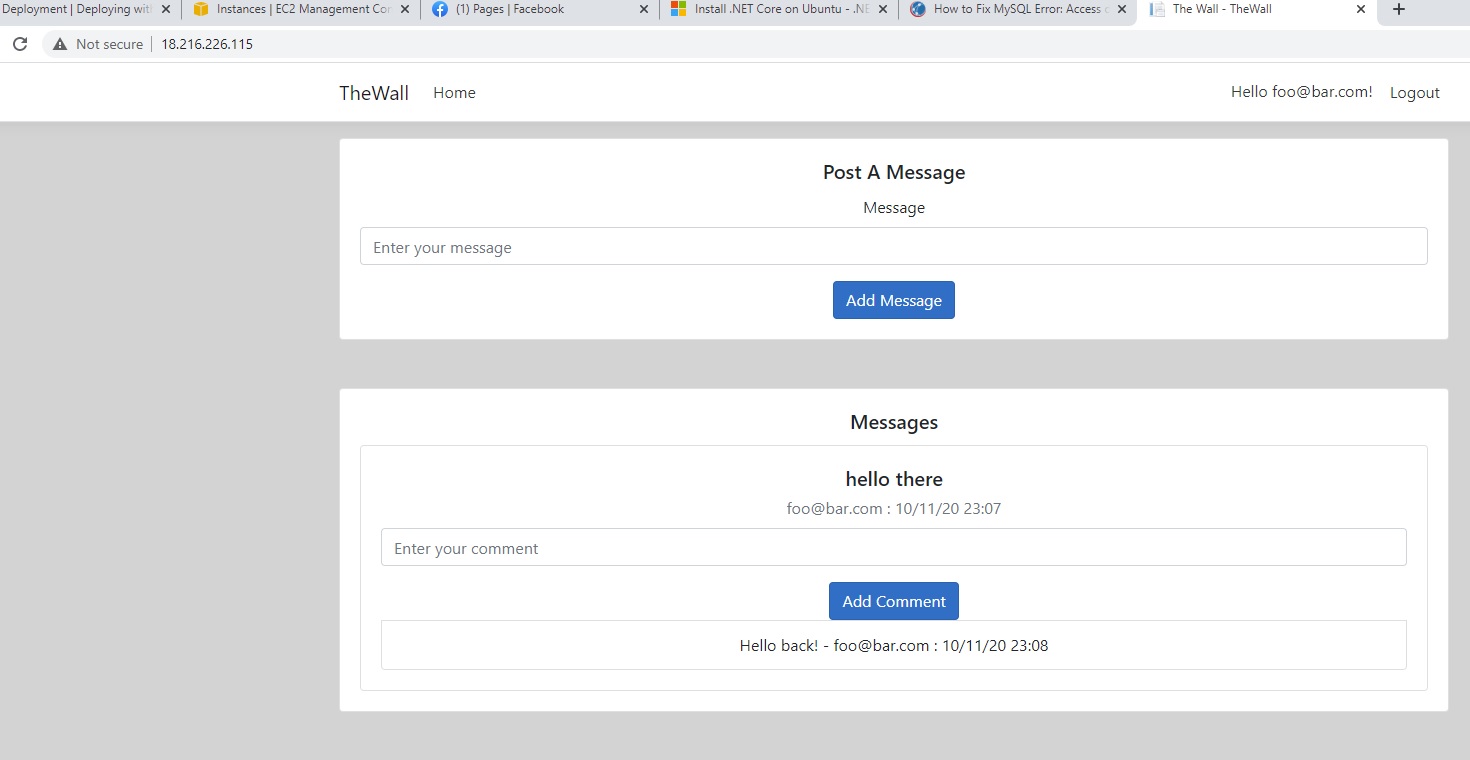 Deployment | Deploying wit
Instances | EC2 Management Con
(1) Pages | Facebook
Install .NET Core on Ubuntu - .NE
How to Fix MySQL Error: Access
The Wall - TheWall
Not secure | 18.216.226.115
TheWall Home Hello foo@bar.com! Logout
Post A Message
Message
Enter your message
Add Message
Messages
hello there
foo@bar.com : 10/11/20 23:07
Enter your comment
Add Comment
Hello back! - foo@bar.com : 10/11/20 23:08